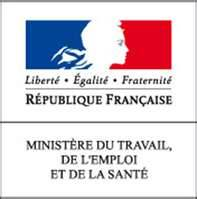 Liberté • Égalité • Fraternité
RÉPUBLIQUE FRANÇAISE
MINISTÈRE DU TRAVAIL,
DE L'EMPLOI
ET DE LA SANTÉ